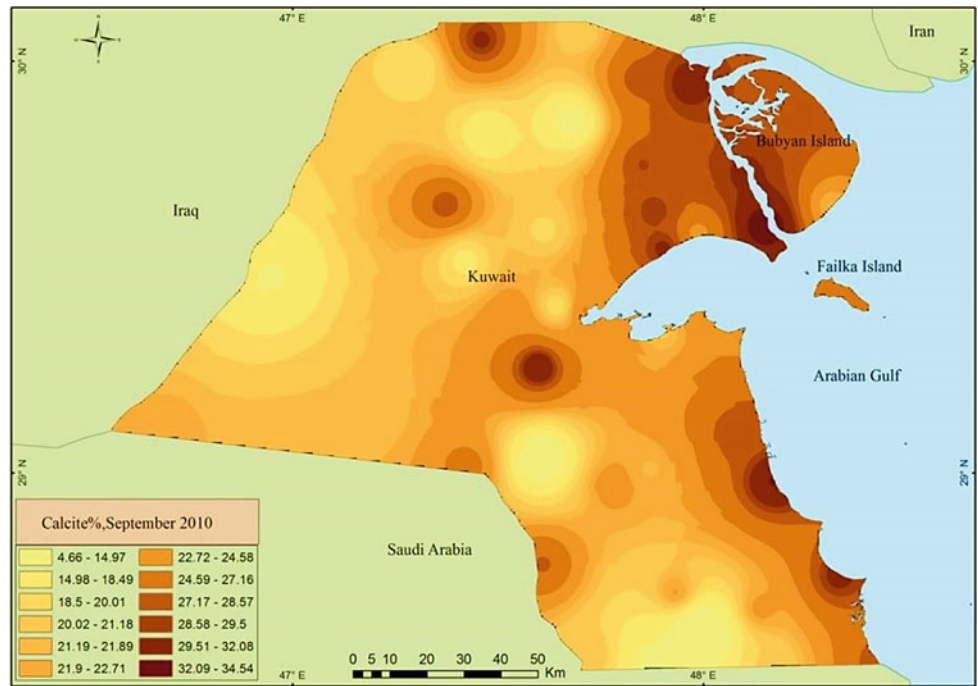 47° E
48° E
Iran
30° N
30° N
Bubyan Island
Iraq
Failka Island
Kuwait
Arabian Gulf
29° N
29° N
Calcite%,September 2010
4.66 - 14.97
22.72 - 24.58
14.98 - 18.49
24.59 - 27.16
18.5 - 20.01
27.17 - 28.57
20.02 - 21.18
28.58 - 29.5
21.19 - 21.89
29.51 - 32.08
21.9 - 22.71
32.09 - 34.54
Saudi Arabia
0 5 10 20 30 40 50
Km
47° E
48° E